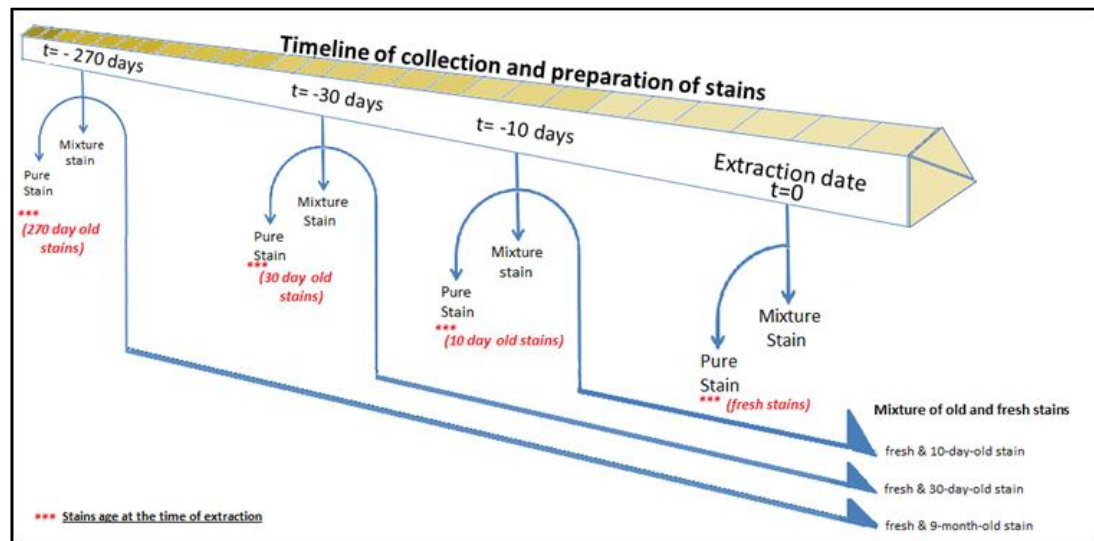 Timeline of collection and preparation of stains
t= - 270 days
Pure
Stain
Mixture
stain
***
(270 day old
stains)
t= -30 days
Pure
Stain
Mixture
Stain
***
(30 day old
stains)
t= -10 days
Pure
Stain
Mixture
stain
***
(10 day old stains)
Extraction date
t=0
Pure
Stain
Mixture
Stain
*** (fresh stains)
Mixture of old and fresh stains
fresh & 10-day-old stain
fresh & 30-day-old stain
fresh & 9-month-old stain
*** Stains age at the time of extraction